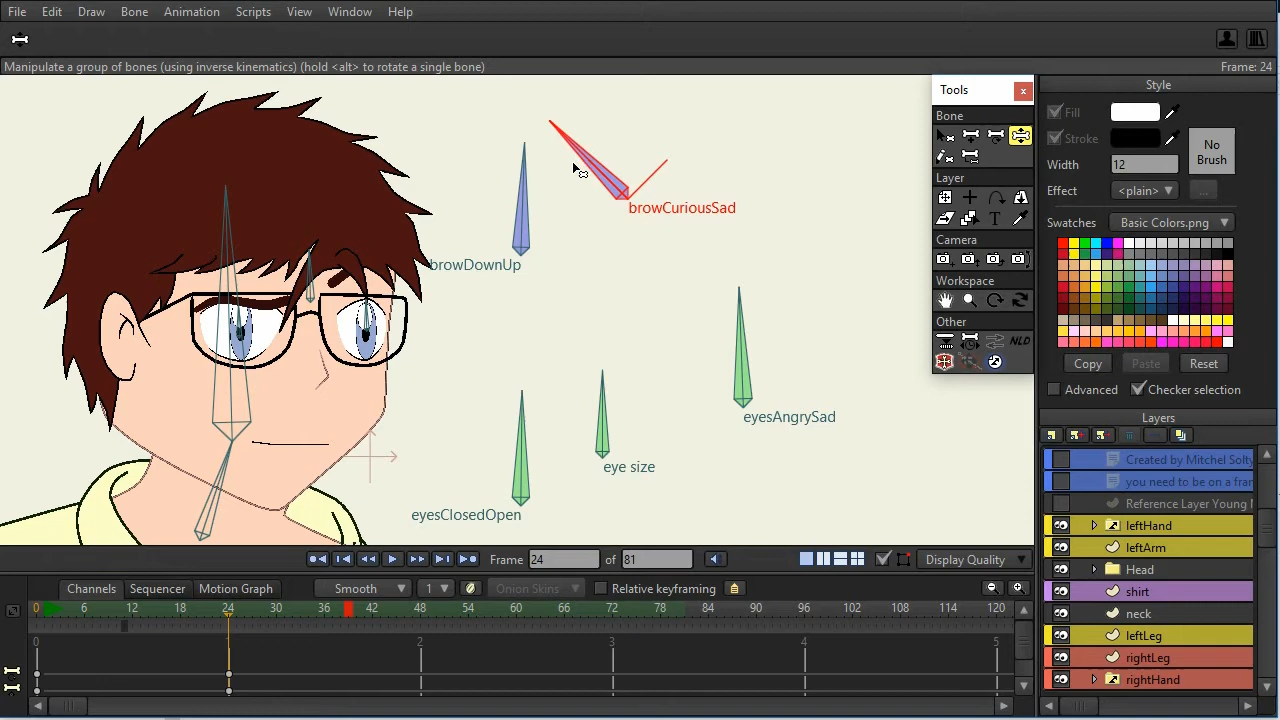 File Edit Draw Bone Animation Scripts View Window Help
Manipulate a group of bones (using inverse kinematics) (hold <alt> to rotate a single bone) Frame: 24
Tools
Bone
Layer
T
Camera
Workspace
Other
NLD
Style
Fill
Stroke
No
Brush
Width 12
Effect <plain> ...
Swatches Basic Colors.png
Copy Paste Reset
Advanced Checker selection
Layers
Created by Mitchel Solty
you need to be on a fran
Reference Layer Young M
leftHand
leftArm
Head
shirt
neck
leftLeg
rightLeg
rightHand
browCuriousSad
browDownUp
eyesAngrySad
eye size
eyesClosedOpen
Frame 24 of 81 Display Quality
Channels Sequencer Motion Graph Smooth 1 Onion Skins Relative keyframing
0 6 12 18 24 30 36 42 48 54 60 66 72 78 84 90 96 102 108 114 120
0 1 2 3 4 5